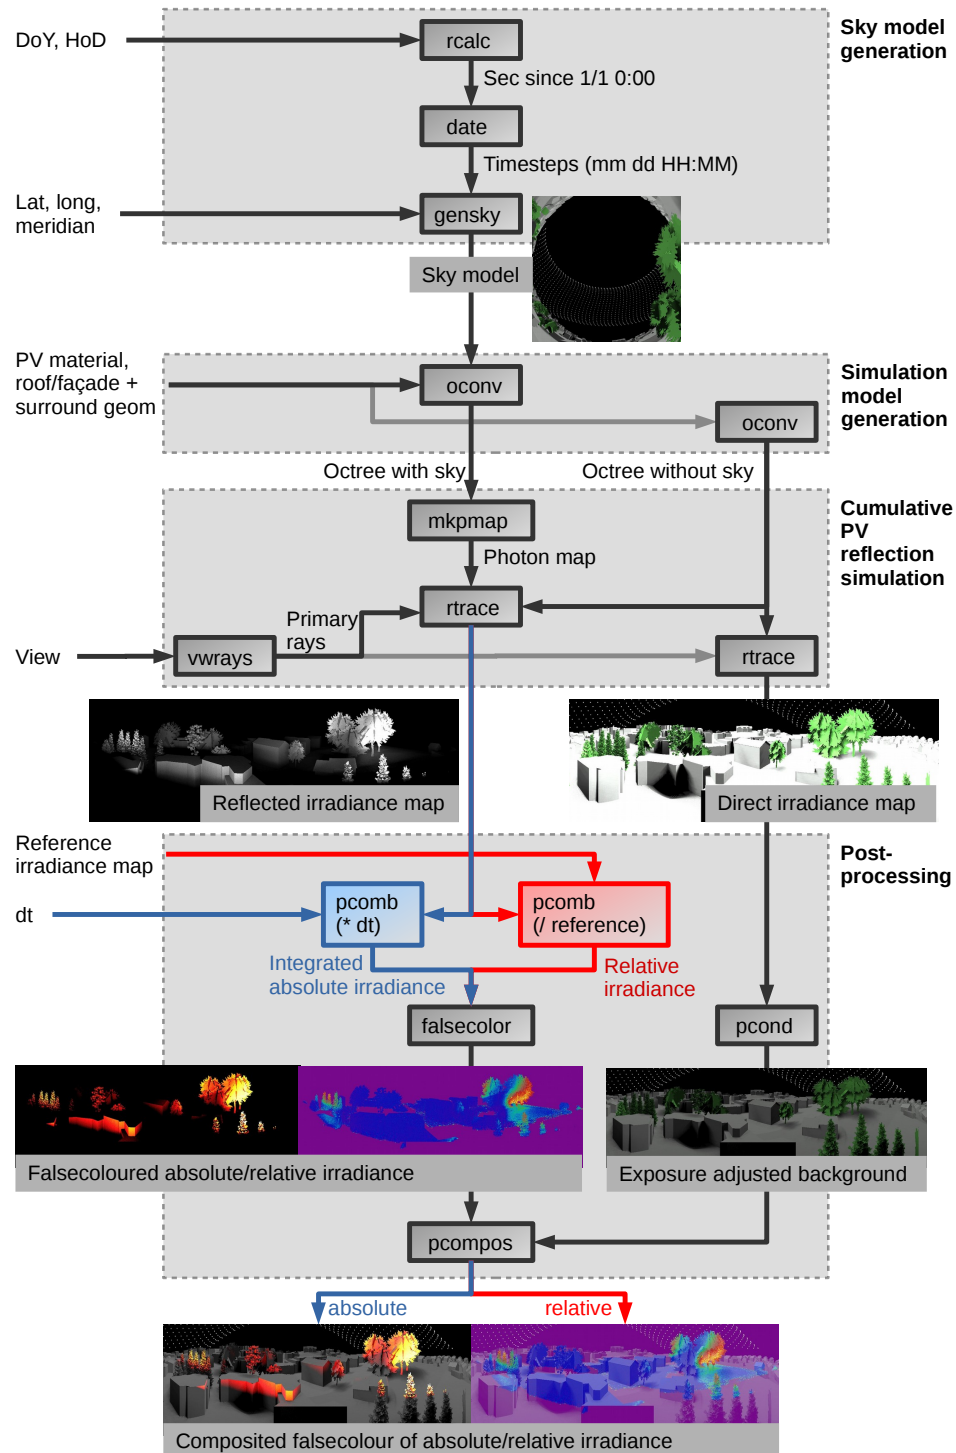 DoY, HoD
rcalc
Sky model
generation
Sec since 1/1 0:00
date
Timesteps (mm dd HH:MM)
Lat, long,
meridian
gensky
Sky model
PV material,
roof/façade +
surround geom
oconv
oconv
Simulation
model
generation
Octree with sky
Octree without sky
mkpmap
Cumulative
PV
reflection
simulation
Photon map
rtrace
Primary
rays
View
vwrays
rtrace
Reflected irradiance map
Direct irradiance map
Reference
irradiance map
Post-
processing
dt
pcomb
(* dt)
pcomb
(/ reference)
Integrated
absolute irradiance
Relative
irradiance
falsecolor
pcond
Falsecoloured absolute/relative irradiance
Exposure adjusted background
pcompos
absolute
relative
Composited falsecolour of absolute/relative irradiance